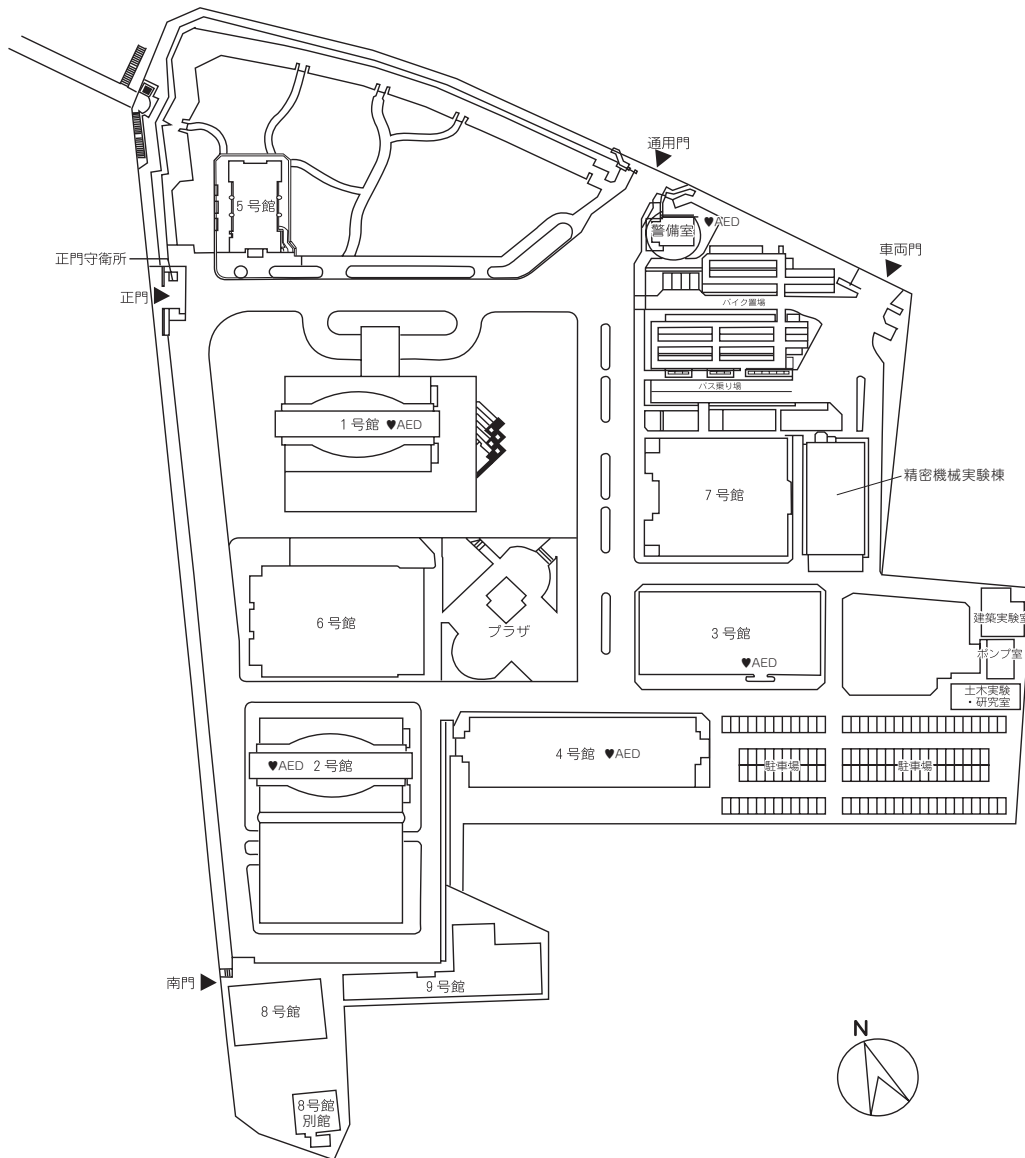 通用門
5号館
警備室
♥AED
正門守衛所
車両門
正門
バイク置場
バス乗り場
1号館 ♥AED
精密機械実験棟
7号館
6号館
プラザ
3号館
♥AED
建築実験室
ポンプ室
土木実験
・研究室
4号館 ♥AED
♥AED 2号館
駐車場
駐車場
南門
9号館
8号館
N
8号館
別館